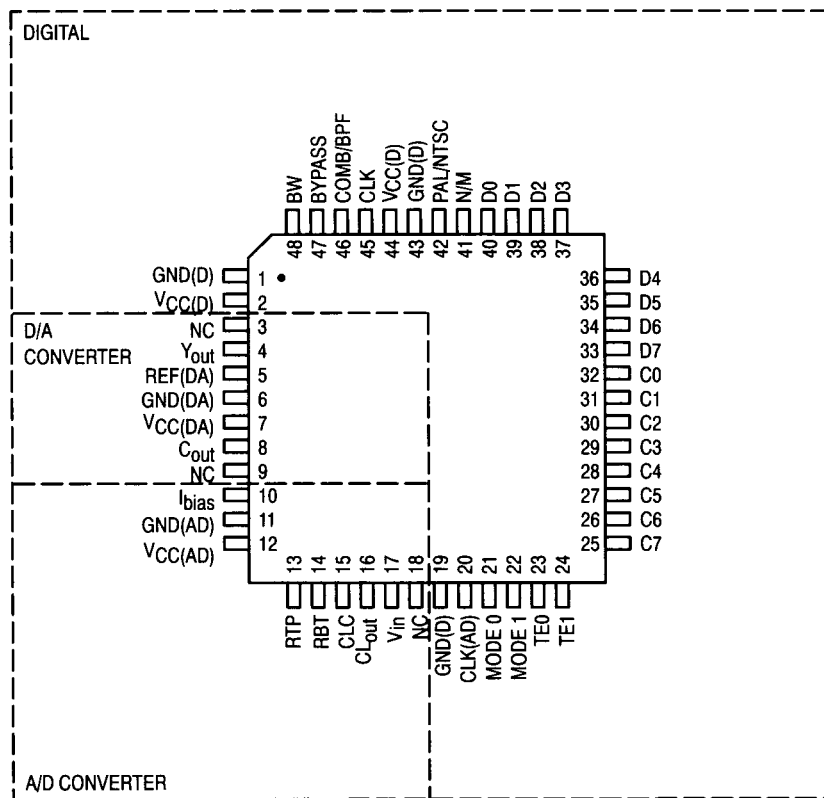 DIGITAL
BW
BYPASS
COMB/BPF
CLK
VCC(D)
GND(D)
PAL/NTSC
N/M
D0
D1
D2
D3
48
47
46
45
44
43
42
41
40
39
38
37
GND(D) 1 36 D4
VCC(D) 2 35 D5
D/A CONVERTER
NC 3 34 D6
Yout 4 33 D7
REF(DA) 5 32 C0
GND(DA) 6 31 C1
VCC(DA) 7 30 C2
Cout 8 29 C3
NC 9 28 C4
Ibias 10 27 C5
GND(AD) 11 26 C6
VCC(AD) 12 25 C7
13
14
15
16
17
18
19
20
21
22
23
24
RTP
RBT
CLC
CLout
Vin
NC
GND(D)
CLK(AD)
MODE 0
MODE 1
TE0
TE1
A/D CONVERTER